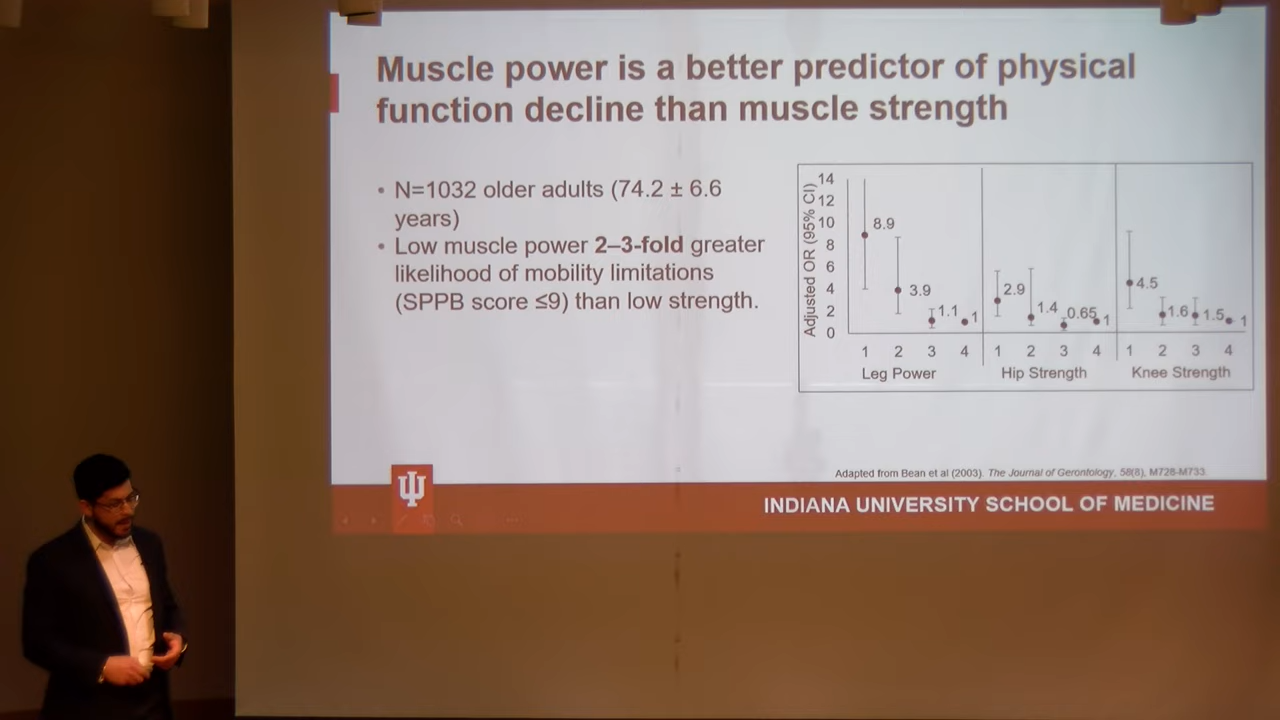 Muscle power is a better predictor of physical
function decline than muscle strength
• N=1032 older adults (74.2 ± 6.6
years)
• Low muscle power 2–3-fold greater
likelihood of mobility limitations
(SPPB score ≤9) than low strength.
Adjusted OR (95% CI)
14
12
10
8
6
4
2
0
8.9
3.9
1.1
1
2.9
1.4
0.65
1
4.5
1.6
1.5
1
1 2 3 4 1 2 3 4 1 2 3 4
Leg Power Hip Strength Knee Strength
Adapted from Bean et al (2003). The Journal of Gerontology, 58(8), M728-M733.
INDIANA UNIVERSITY SCHOOL OF MEDICINE